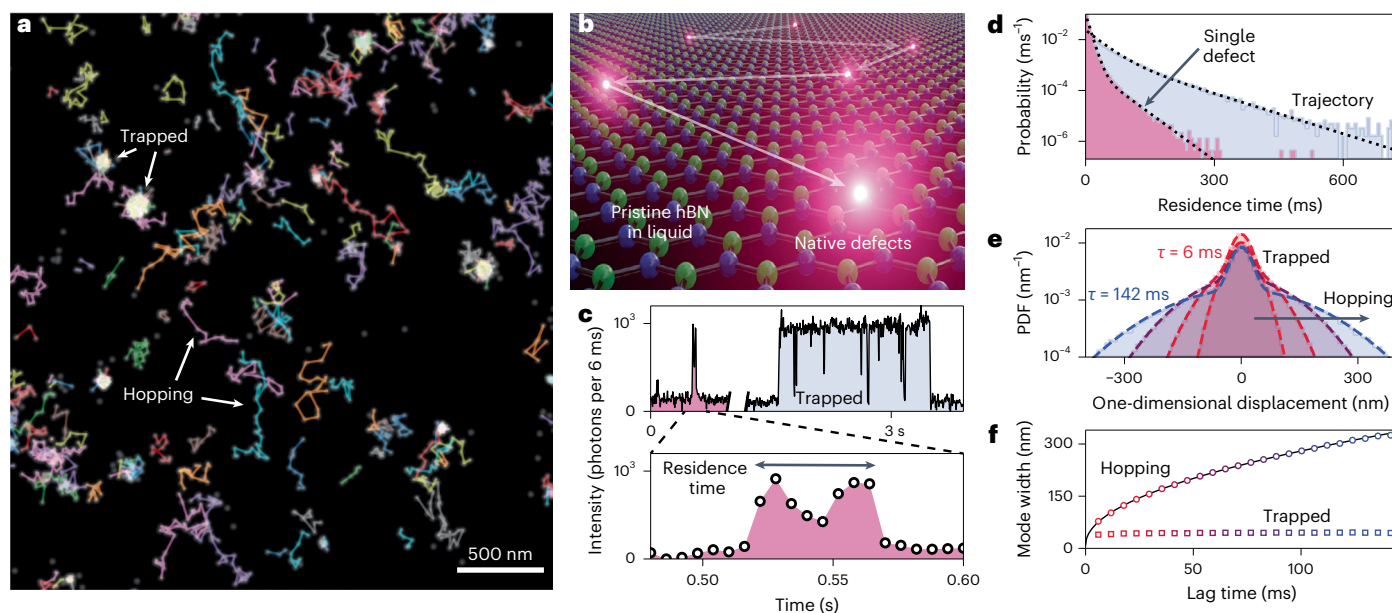 a
Trapped
Hopping
500 nm
b
Pristine hBN
in liquid
Native defects
c
Intensity (photons per 6 ms)
10³
0
Trapped
0
3 s
10³
Residence
time
0
0.50
0.55
0.60
Time (s)
d
Probability (ms⁻¹)
10⁻²
10⁻⁴
10⁻⁶
Single
defect
Trajectory
0
300
600
Residence time (ms)
e
PDF (nm⁻¹)
10⁻²
10⁻³
10⁻⁴
τ = 6 ms
Trapped
τ = 142 ms
Hopping
−300
0
300
One-dimensional displacement (nm)
f
Mode width (nm)
300
150
0
Hopping
Trapped
0
50
100
Lag time (ms)